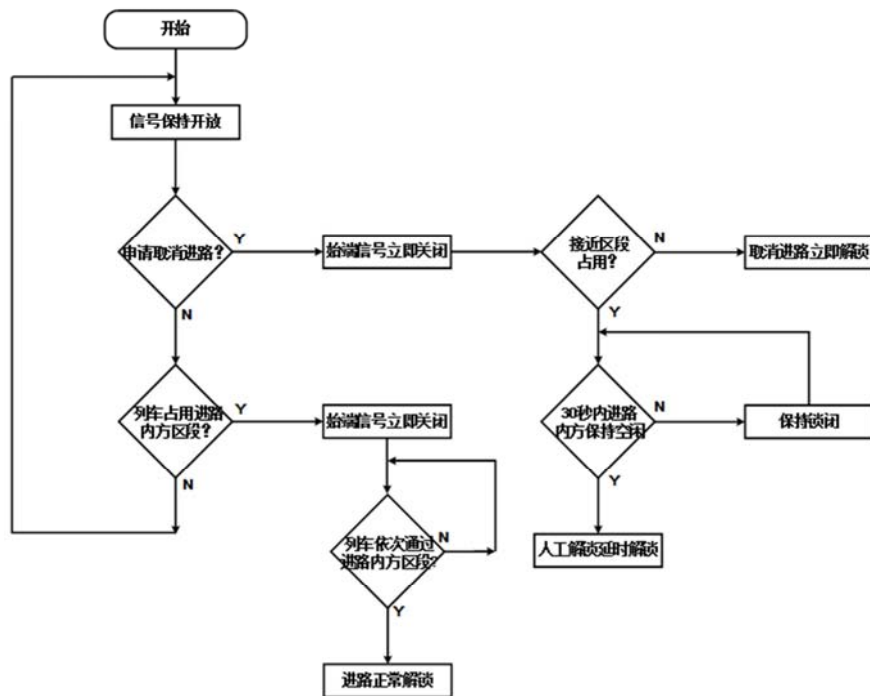 开始
信号保持开放
申请取消进路?
Y
始端信号立即关闭
接近区段
占用?
N
取消进路立即解锁
N
Y
列车占用进路
内方区段?
Y
始端信号立即关闭
30秒内进路
内方保持空闲
N
保持锁闭
N
Y
列车依次通过
进路内方区段?
N
人工解锁延时解锁
Y
进路正常解锁